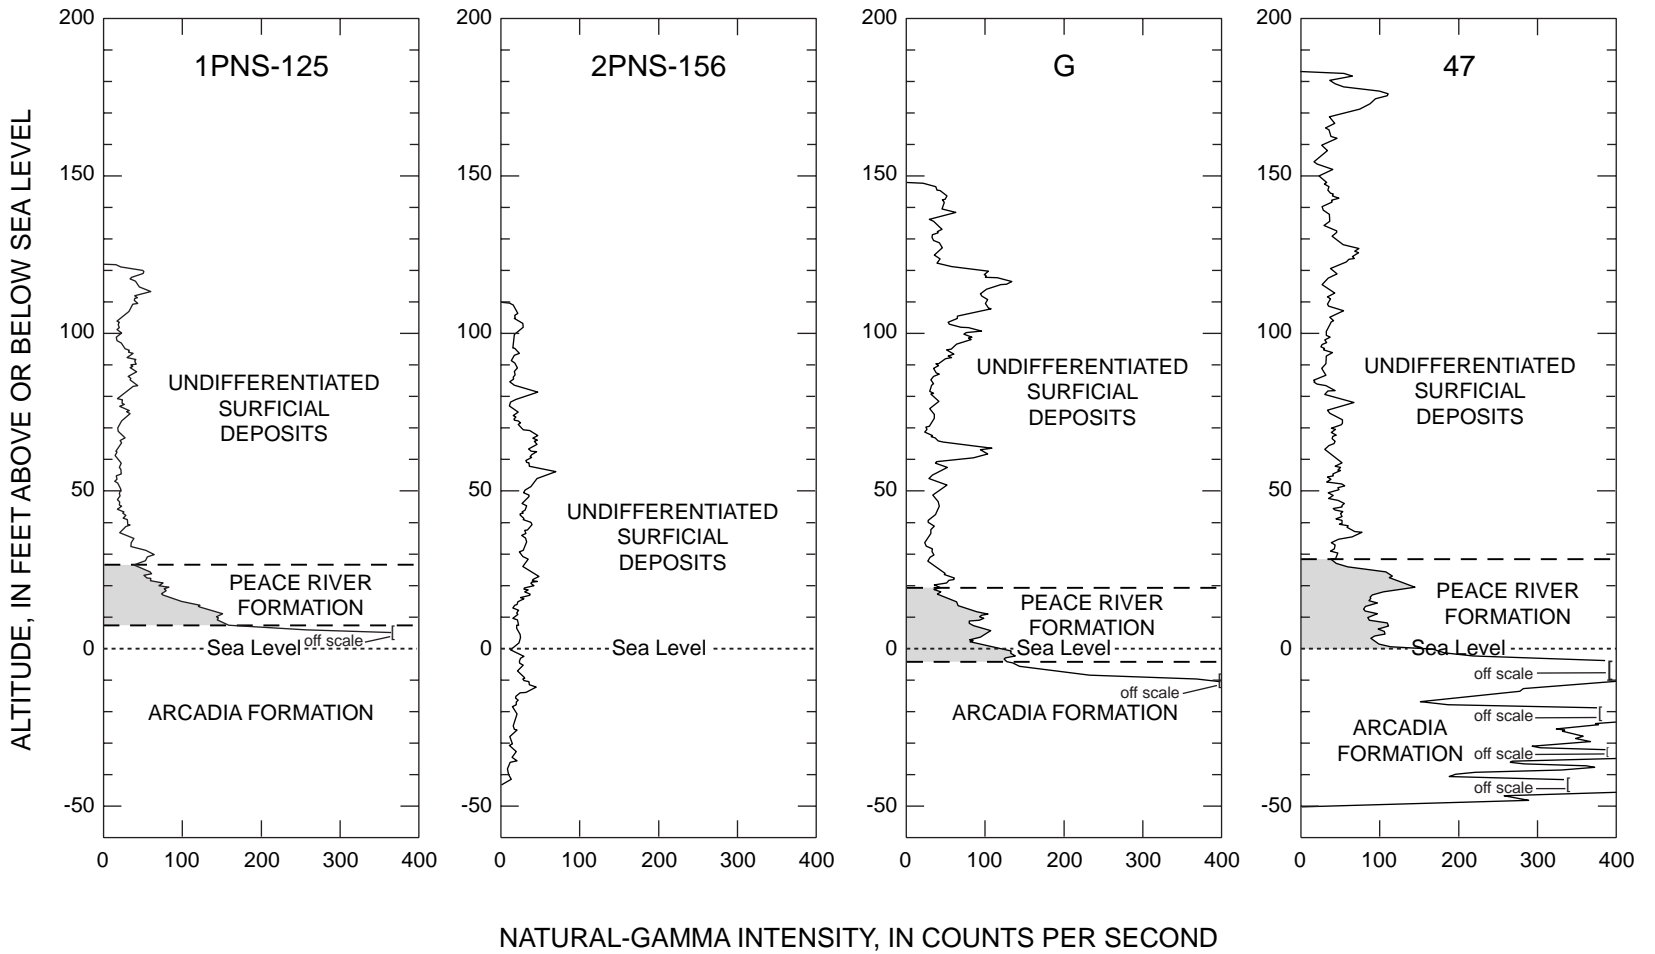 ALTITUDE, IN FEET ABOVE OR BELOW SEA LEVEL
200
150
100
50
0
-50
1PNS-125
UNDIFFERENTIATED
SURFICIAL
DEPOSITS
PEACE RIVER
FORMATION
off scale
Sea Level
ARCADIA FORMATION
0 100 200 300 400
200
150
100
50
0
-50
2PNS-156
UNDIFFERENTIATED
SURFICIAL
DEPOSITS
Sea Level
0 100 200 300 400
200
150
100
50
0
-50
G
UNDIFFERENTIATED
SURFICIAL
DEPOSITS
PEACE RIVER
FORMATION
Sea Level
off scale
ARCADIA FORMATION
0 100 200 300 400
200
150
100
50
0
-50
47
UNDIFFERENTIATED
SURFICIAL
DEPOSITS
PEACE RIVER
FORMATION
Sea Level
off scale
off scale
ARCADIA
FORMATION
off scale
off scale
0 100 200 300 400
NATURAL-GAMMA INTENSITY, IN COUNTS PER SECOND